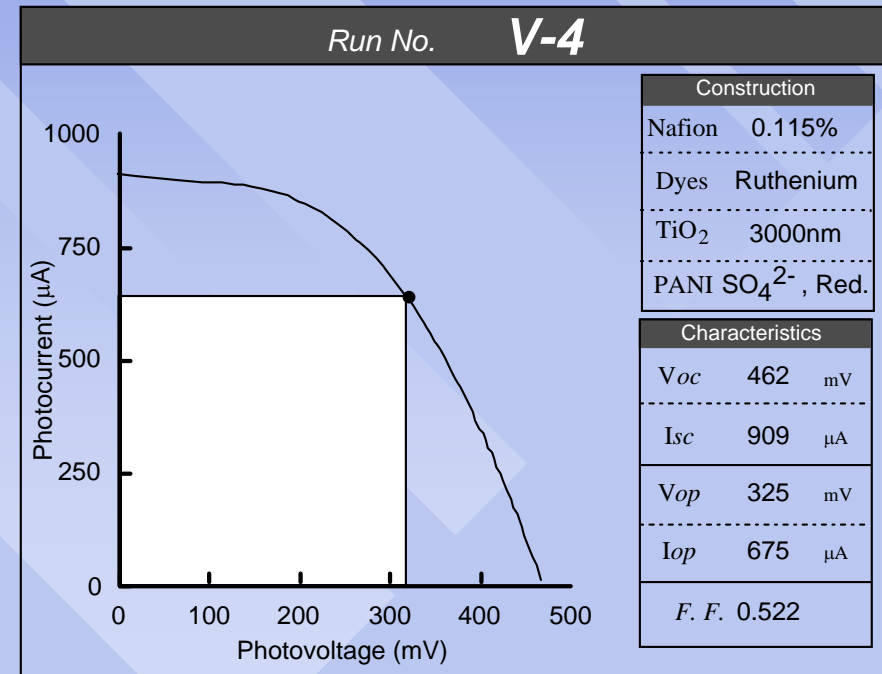 Run No. V-4
1000
750
500
250
0
Photocurrent (μA)
0 100 200 300 400 500
Photovoltage (mV)
Construction
Nafion 0.115%
Dyes Ruthenium
TiO₂ 3000nm
PANI SO₄²⁻ , Red.
Characteristics
Voc 462 mV
Isc 909 μA
Vop 325 mV
Iop 675 μA
F. F. 0.522